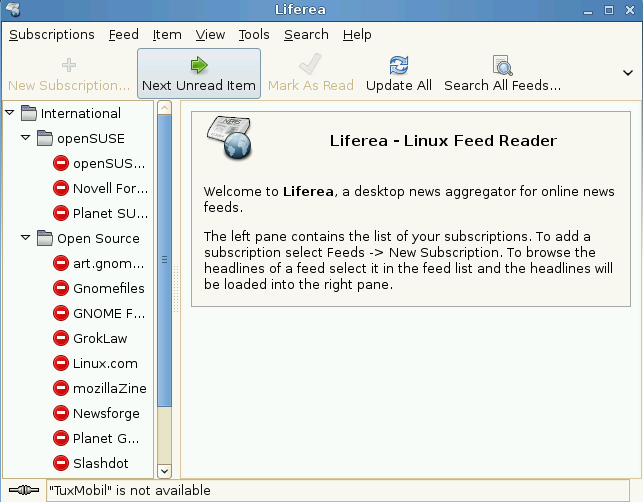 Liferea
Subscriptions Feed Item View Tools Search Help
New Subscription... Next Unread Item Mark As Read Update All Search All Feeds...
International
openSUSE
openSUS...
Novell For...
Planet SU...
Open Source
art.gnom...
Gnomefiles
GNOME F...
GrokLaw
Linux.com
mozillaZine
Newsforge
Planet G...
Slashdot
NEWS
Liferea - Linux Feed Reader
Welcome to Liferea, a desktop news aggregator for online news
feeds.
The left pane contains the list of your subscriptions. To add a
subscription select Feeds -> New Subscription. To browse the
headlines of a feed select it in the feed list and the headlines will
be loaded into the right pane.
"TuxMobil" is not available